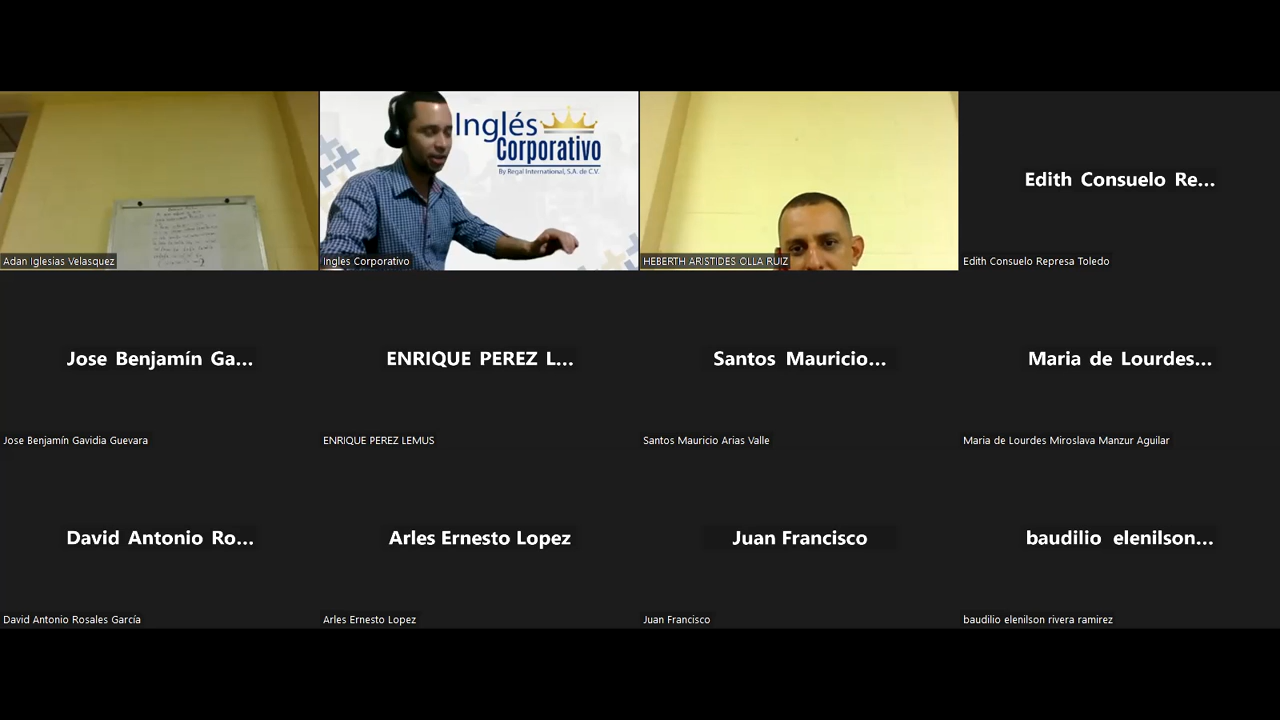 Inglés
Corporativo
By Regal International, S.A. de C.V.
Adan Iglesias Velasquez
Ingles Corporativo
HEBERTH ARISTIDES OLLA RUIZ
Edith Consuelo Re...
Edith Consuelo Represa Toledo
Jose Benjamín Ga...
ENRIQUE PEREZ L...
Santos Mauricio...
Maria de Lourdes...
Jose Benjamín Gavidia Guevara
ENRIQUE PEREZ LEMUS
Santos Mauricio Arias Valle
Maria de Lourdes Miroslava Manzur Aguilar
David Antonio Ro...
Arles Ernesto Lopez
Juan Francisco
baudilio elenilson...
David Antonio Rosales García
Arles Ernesto Lopez
Juan Francisco
baudilio elenilson rivera ramirez